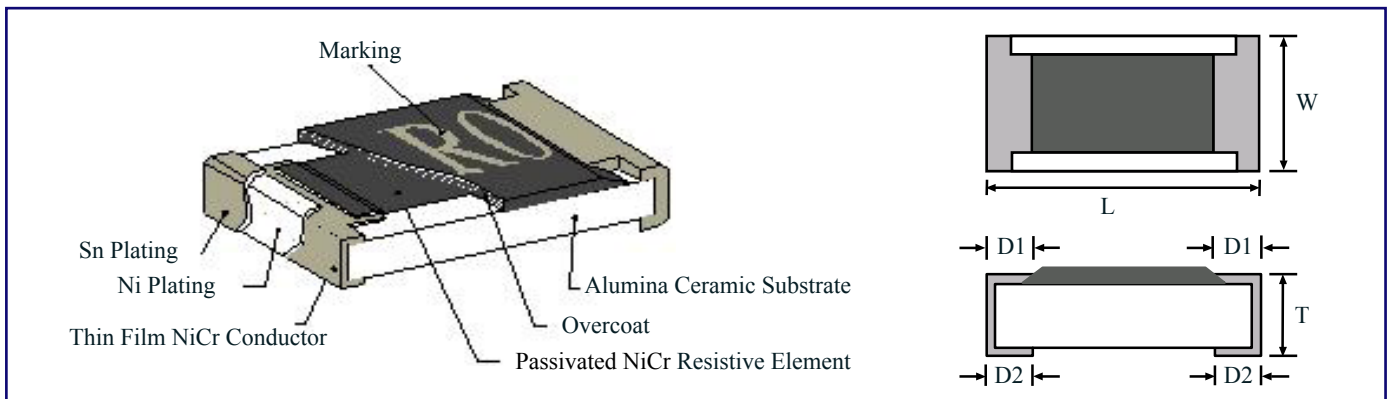 Marking
RO
Sn Plating
Ni Plating
Thin Film NiCr Conductor
Alumina Ceramic Substrate
Overcoat
Passivated NiCr Resistive Element
W
L
D1
D1
T
D2
D2